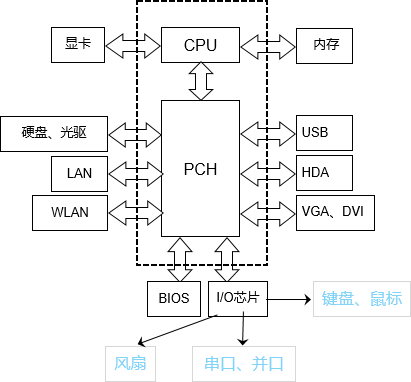 显卡
CPU
内存
硬盘、光驱
PCH
USB
LAN
HDA
WLAN
VGA、DVI
BIOS
I/O芯片
键盘、鼠标
风扇
串口、并口